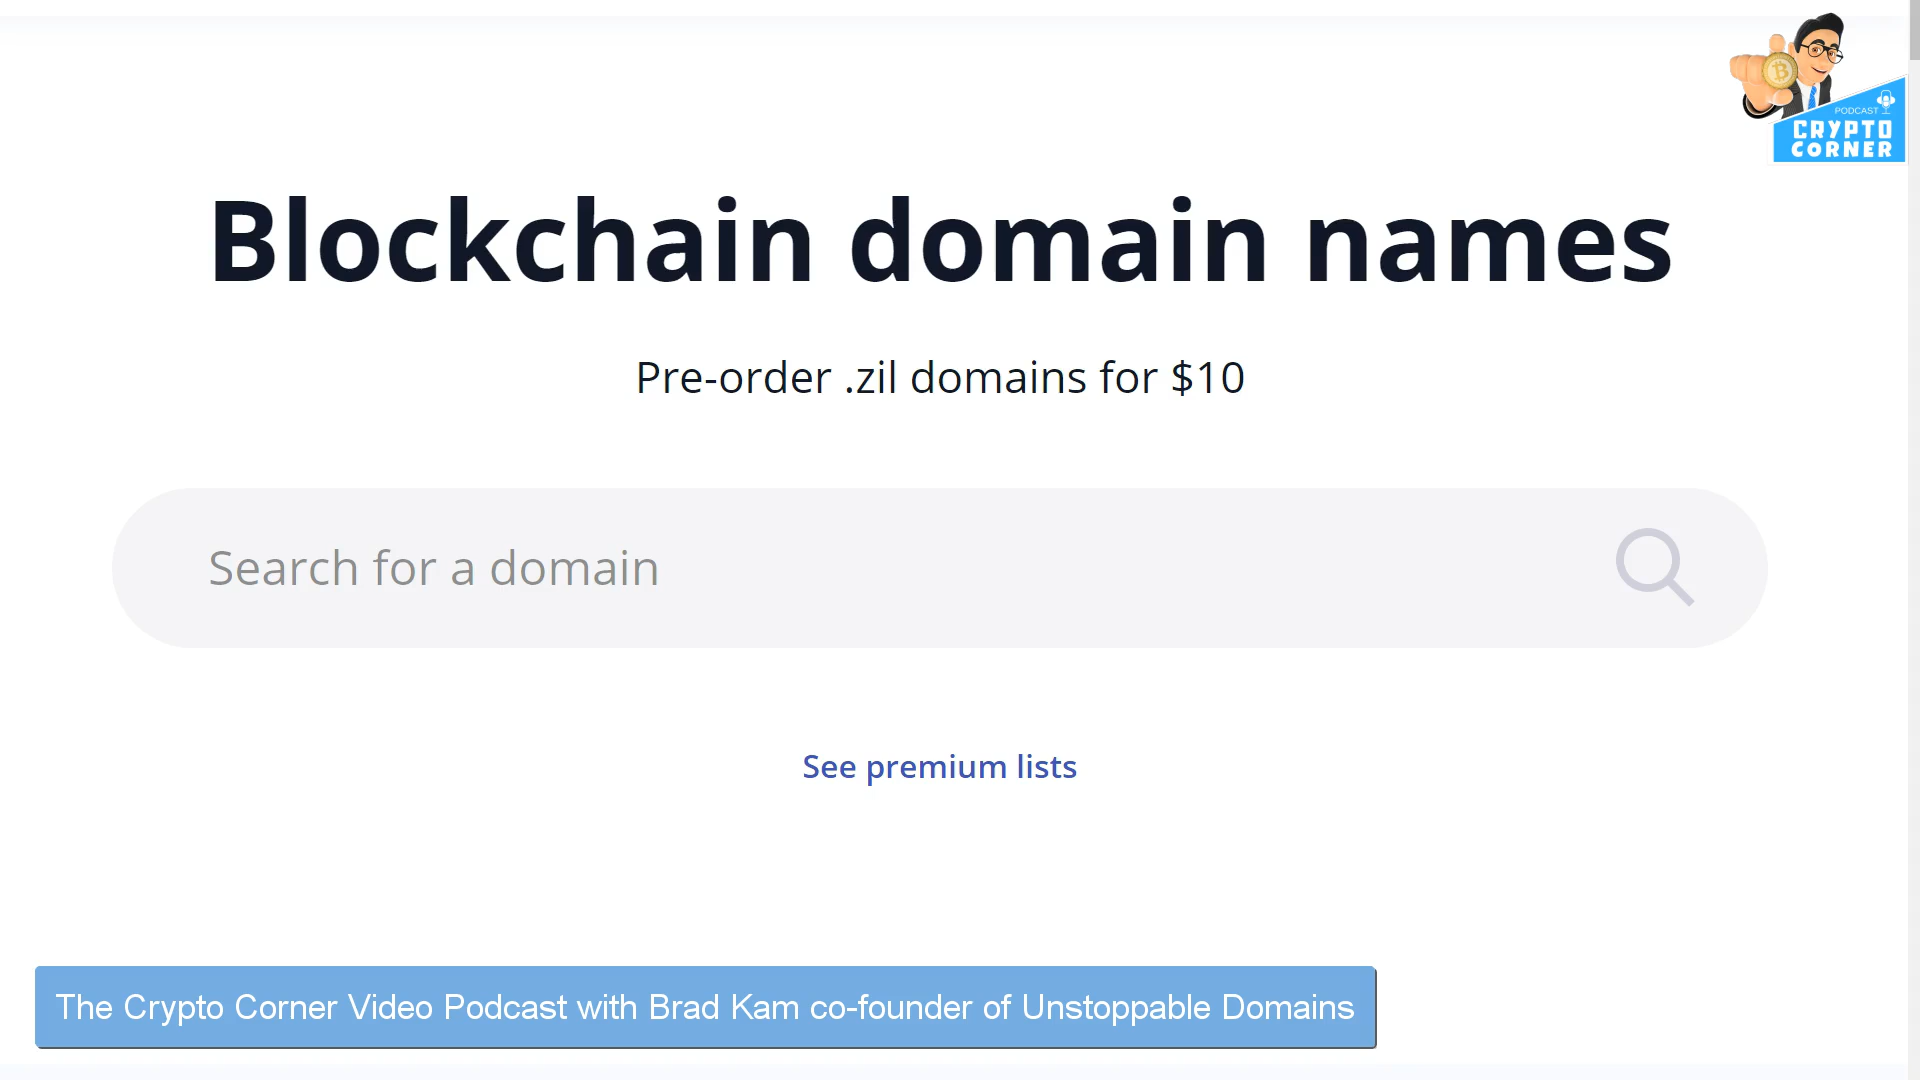 PODCAST
CRYPTO
CORNER
Blockchain domain names
Pre-order .zil domains for $10
Search for a domain
See premium lists
The Crypto Corner Video Podcast with Brad Kam co-founder of Unstoppable Domains